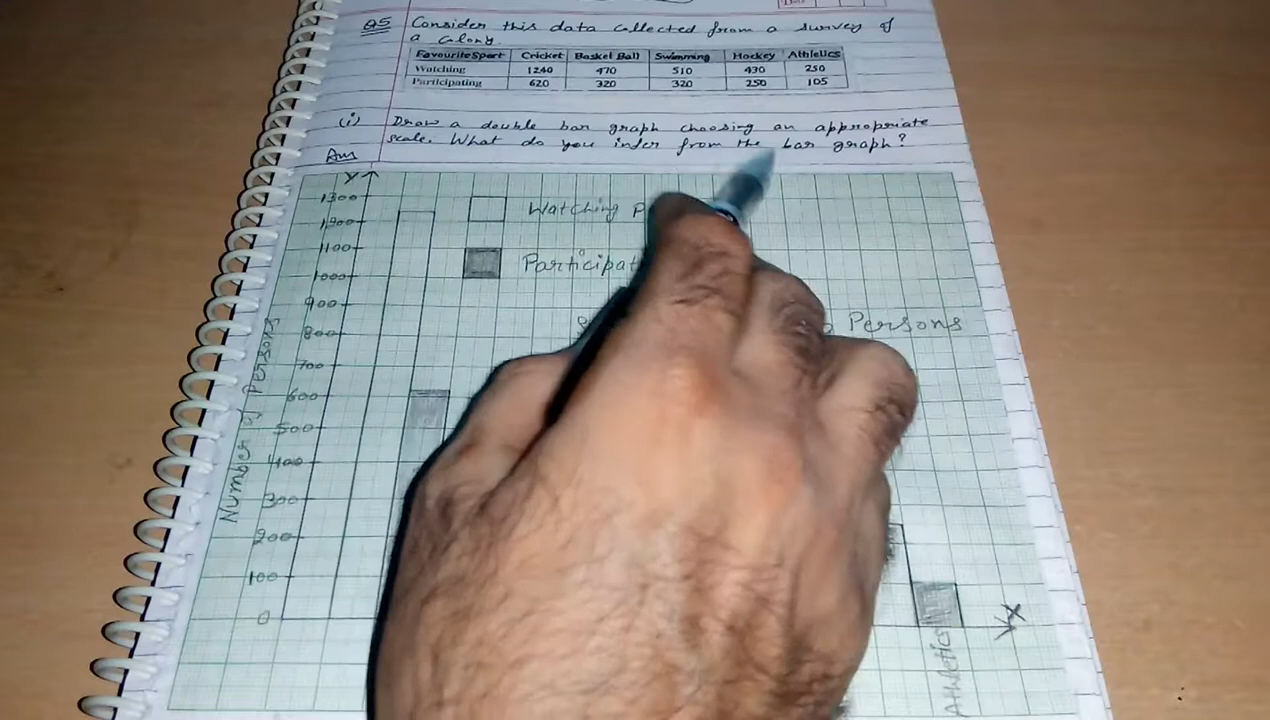 Q5 Consider this data collected from a survey of
a colony.
Favourite Sport Cricket Basket Ball Swimming Hockey Athletics
Watching 1240 470 510 430 250
Participating 620 320 320 250 105
(i) Draw a double bar graph choosing an appropriate
scale. What do you infer from the bar graph?
Ans
Y
1300
1200
1100
1000
900
800
700
600
500
400
300
200
100
0
Number of Persons
Watching
Persons
Athletics
X